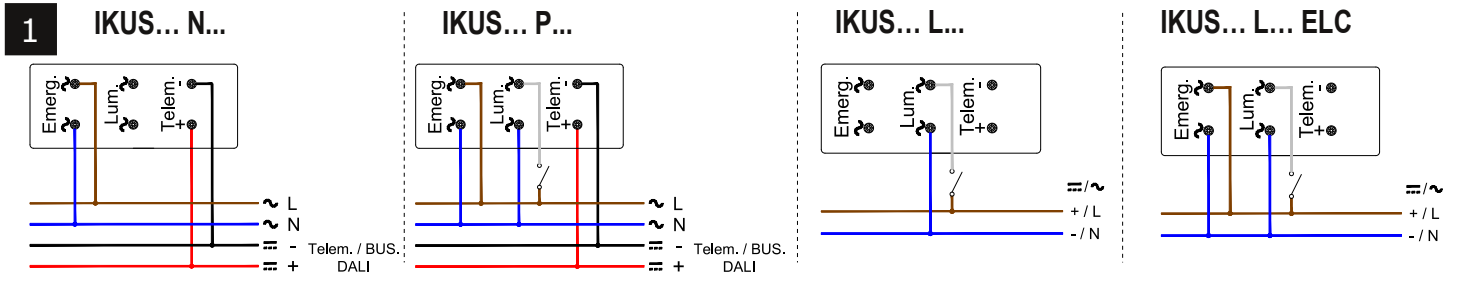 1
IKUS... N...
Emerg.
Lum.
Telem.
-
+
L
N
- Telem. / BUS.
+ DALI
IKUS... P...
Emerg.
Lum.
Telem.
-
+
L
N
- Telem. / BUS.
+ DALI
IKUS... L...
Emerg.
Lum.
Telem.
-
+
/
+ / L
- / N
IKUS... L... ELC
Emerg.
Lum.
Telem.
-
+
/
+ / L
- / N